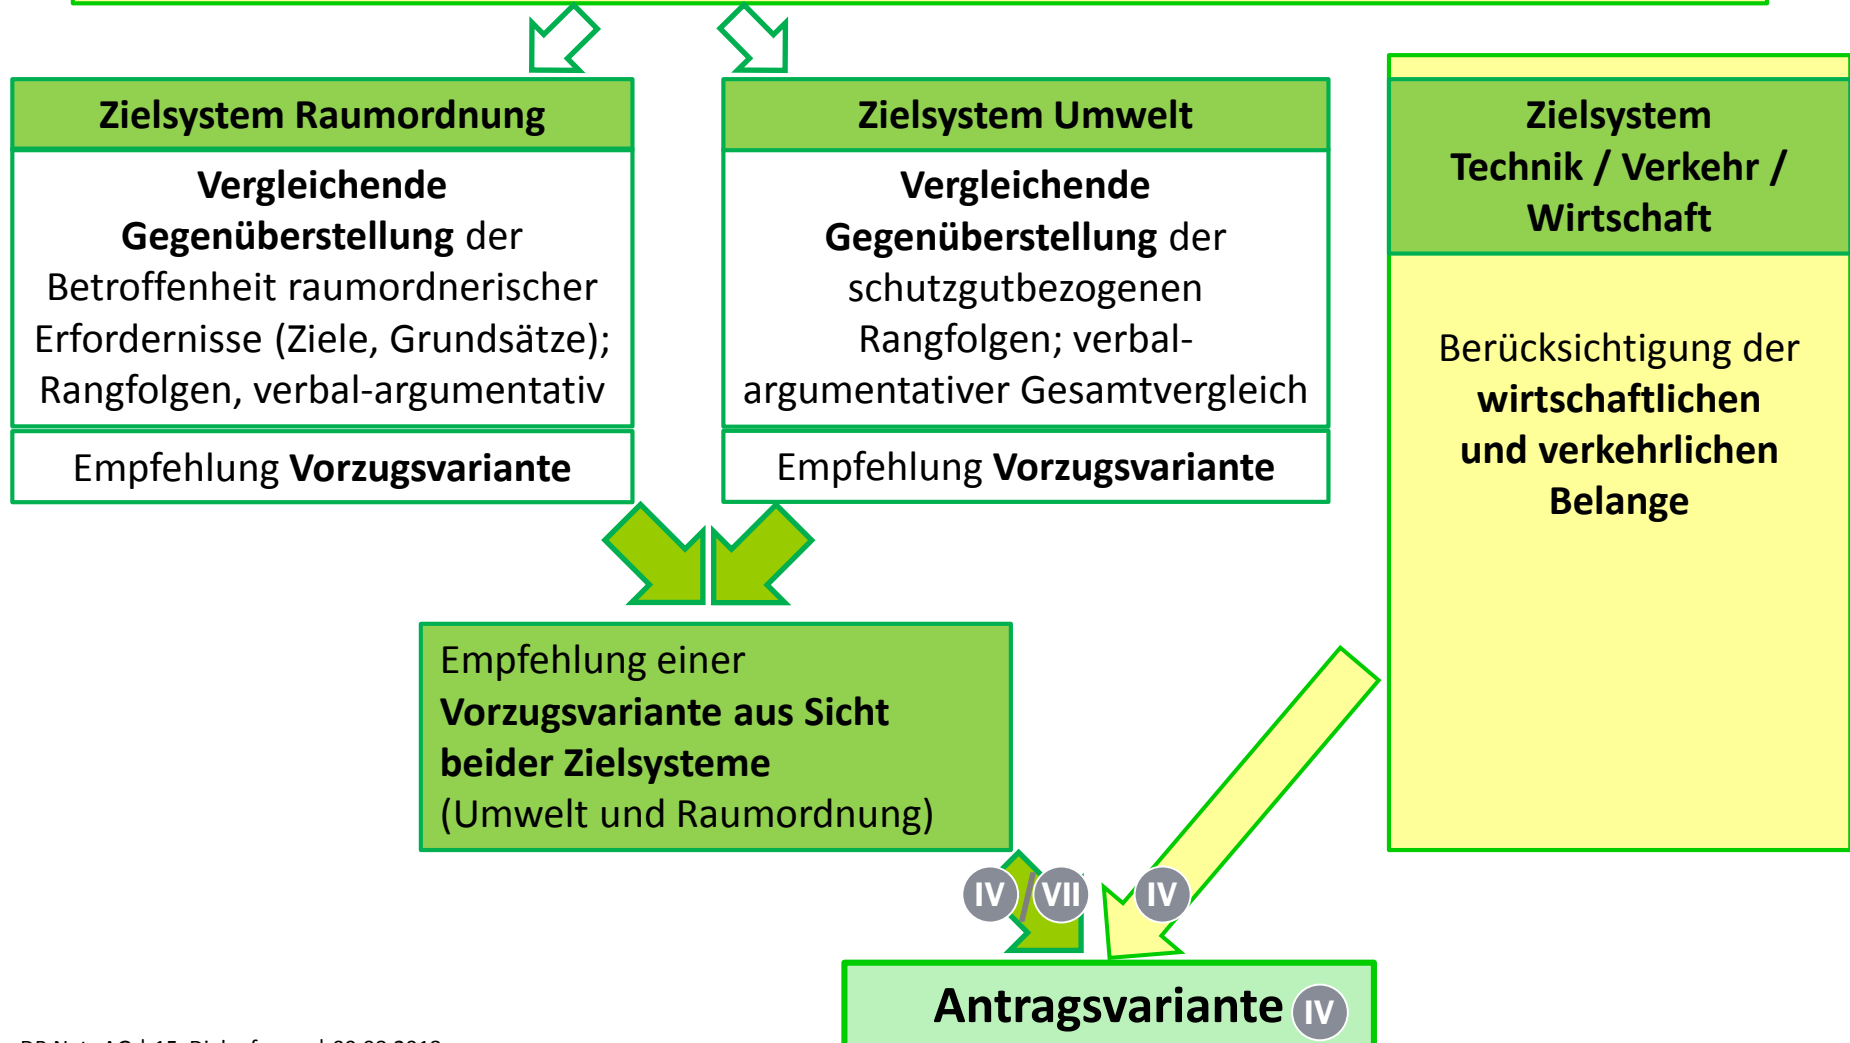 Zielsystem Raumordnung
Vergleichende
Gegenüberstellung der
Betroffenheit raumordnerischer
Erfordernisse (Ziele, Grundsätze);
Rangfolgen, verbal-argumentativ
Empfehlung Vorzugsvariante
Zielsystem Umwelt
Vergleichende
Gegenüberstellung der
schutzgutbezogenen
Rangfolgen; verbal-
argumentativer Gesamtvergleich
Empfehlung Vorzugsvariante
Zielsystem
Technik / Verkehr /
Wirtschaft
Berücksichtigung der
wirtschaftlichen
und verkehrlichen
Belange
Empfehlung einer
Vorzugsvariante aus Sicht
beider Zielsysteme
(Umwelt und Raumordnung)
IV / VII
IV
Antragsvariante IV